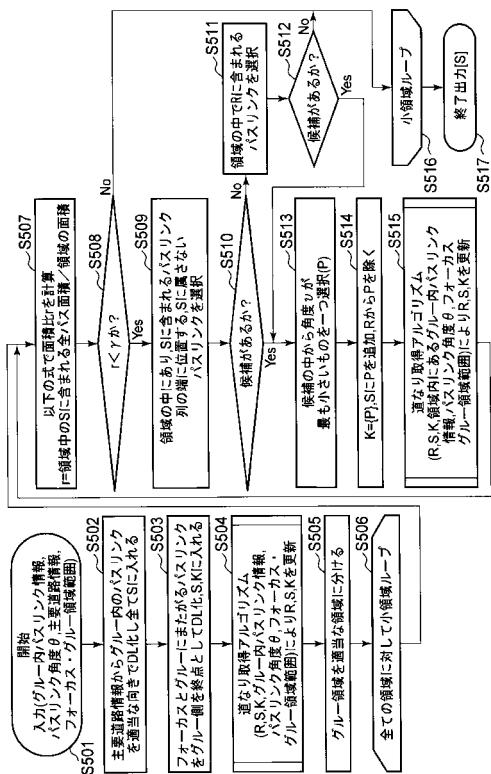 開始
入力(グルー内パスリンク情報,
パスリンク角度θ,主要道路情報,
フォーカス・グルー領域範囲)
S501
主要道路情報からグルー内のパスリンク
を適当な向きでDL化し全てSに入れる
S502
フォーカスとグルーにまたがるパスリンク
をグルー側を終点としてDL化,S,Kに入れる
S503
道なり取得アルゴリズム
(R,S,K,グルー内パスリンク情報,
パスリンク角度θ,フォーカス・
グルー領域範囲)によりR,S,Kを更新
S504
グルー領域を適当な領域に分ける
S505
全ての領域に対して小領域ループ
S506
以下の式で面積比rを計算
r=領域中のSに含まれる全パス面積/領域の面積
S507
r<γか?
S508
No
Yes
領域の中にあり,Sに含まれるパスリンク
列の端に位置する,Sに属さない
パスリンクを選択
S509
候補があるか?
S510
No
Yes
領域の中でRに含まれる
パスリンクを選択
S511
候補があるか?
S512
No
Yes
候補の中から角度υが
最も小さいものを一つ選択(P)
S513
K={P},SにPを追加,RからPを除く
S514
道なり取得アルゴリズム
(R,S,K,領域内にあるグルー内パスリンク
情報,パスリンク角度θ,フォーカス・
グルー領域範囲)によりR,S,Kを更新
S515
小領域ループ
S516
終了出力[S]
S517